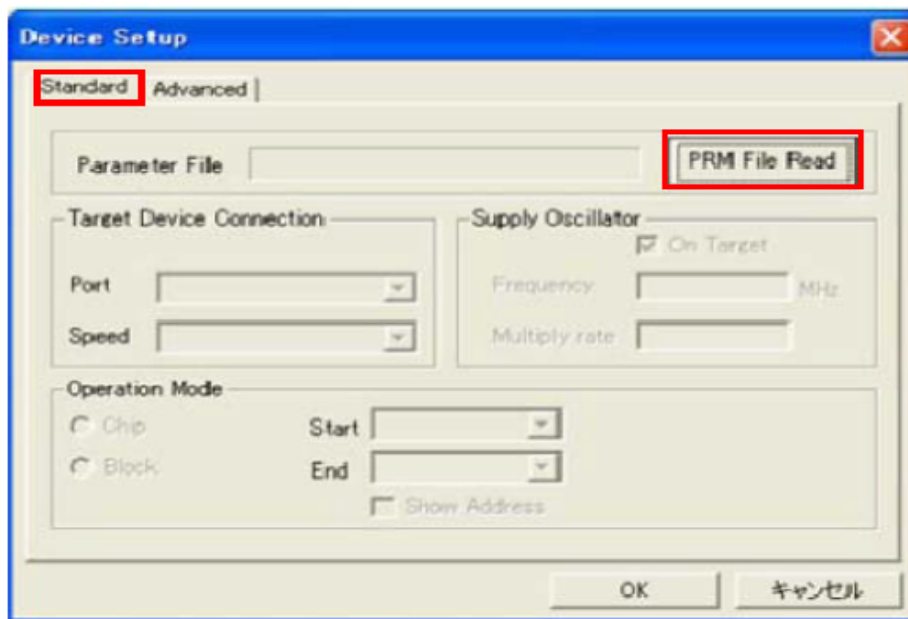 Device Setup
Standard Advanced
Parameter File PRM File Read
Target Device Connection
Port
Speed
Supply Oscillator
On Target
Frequency MHz
Multiply rate
Operation Mode
Chip
Block
Start
End
Show Address
OK キャンセル